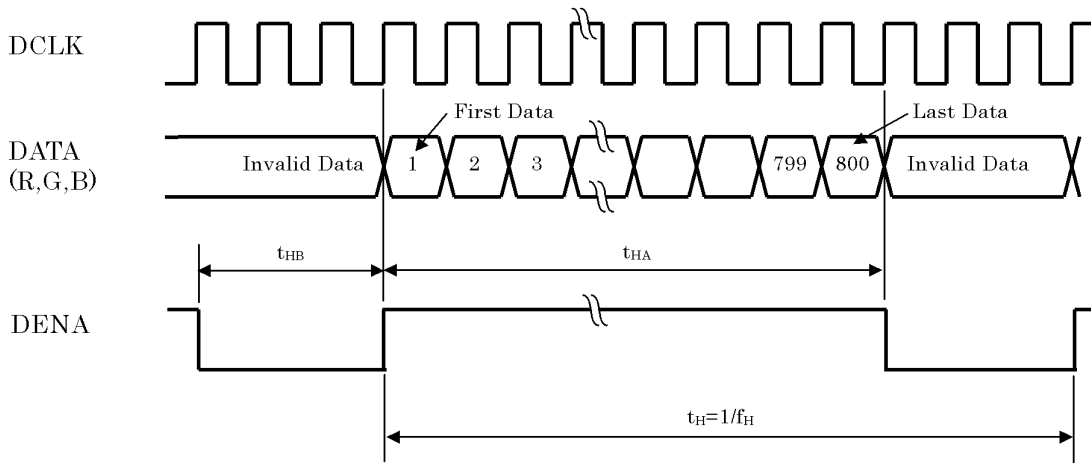 DCLK
First Data
Last Data
DATA
(R,G,B)
Invalid Data 1 2 3 799 800 Invalid Data
tHB tHA
DENA
tH=1/fH